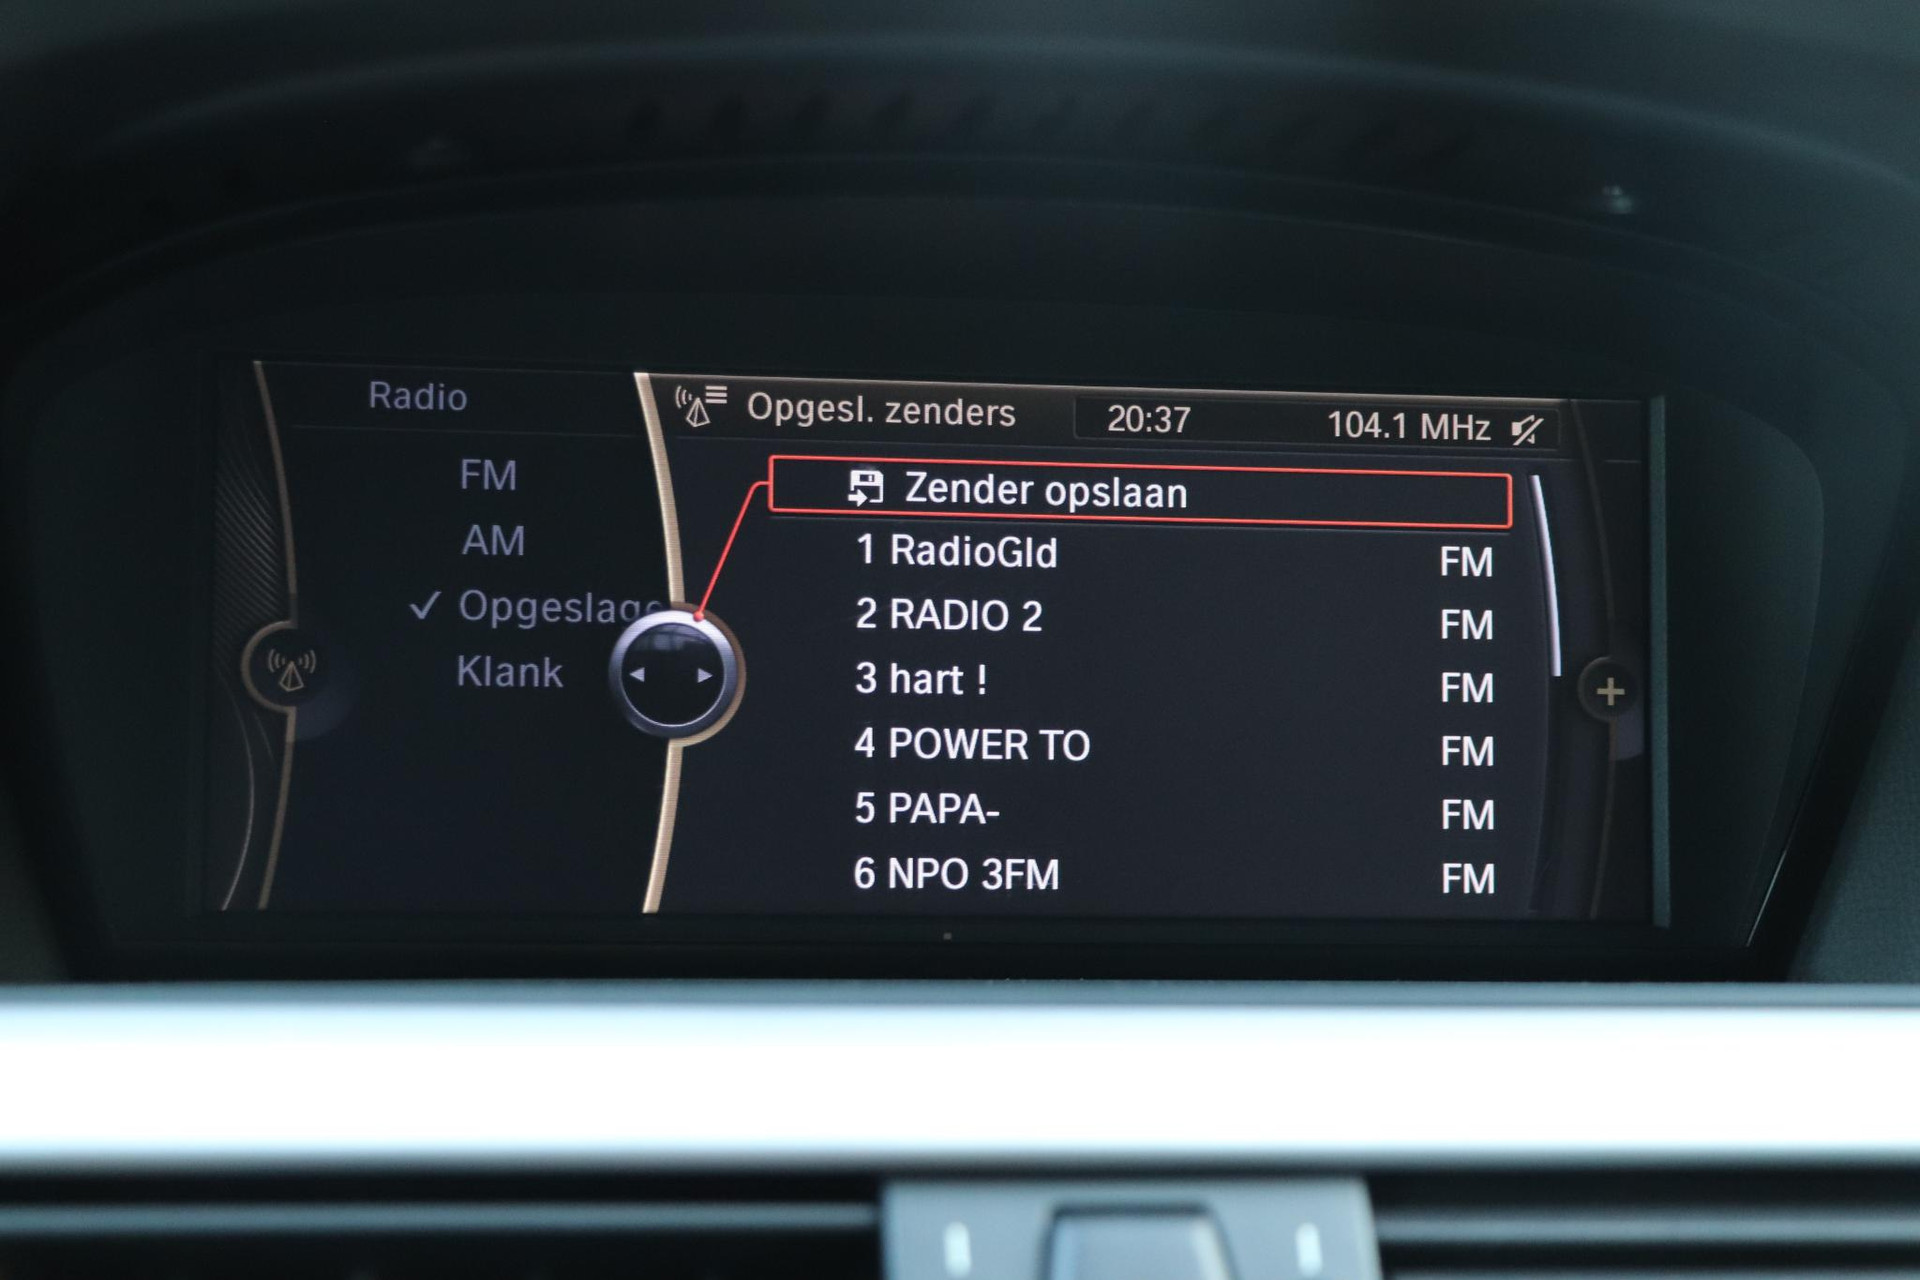 Radio
FM
AM
Opgeslage
Klank
Opgesl. zenders 20:37 104.1 MHz
Zender opslaan
1 RadioGld FM
2 RADIO 2 FM
3 hart ! FM
4 POWER TO FM
5 PAPA- FM
6 NPO 3FM FM